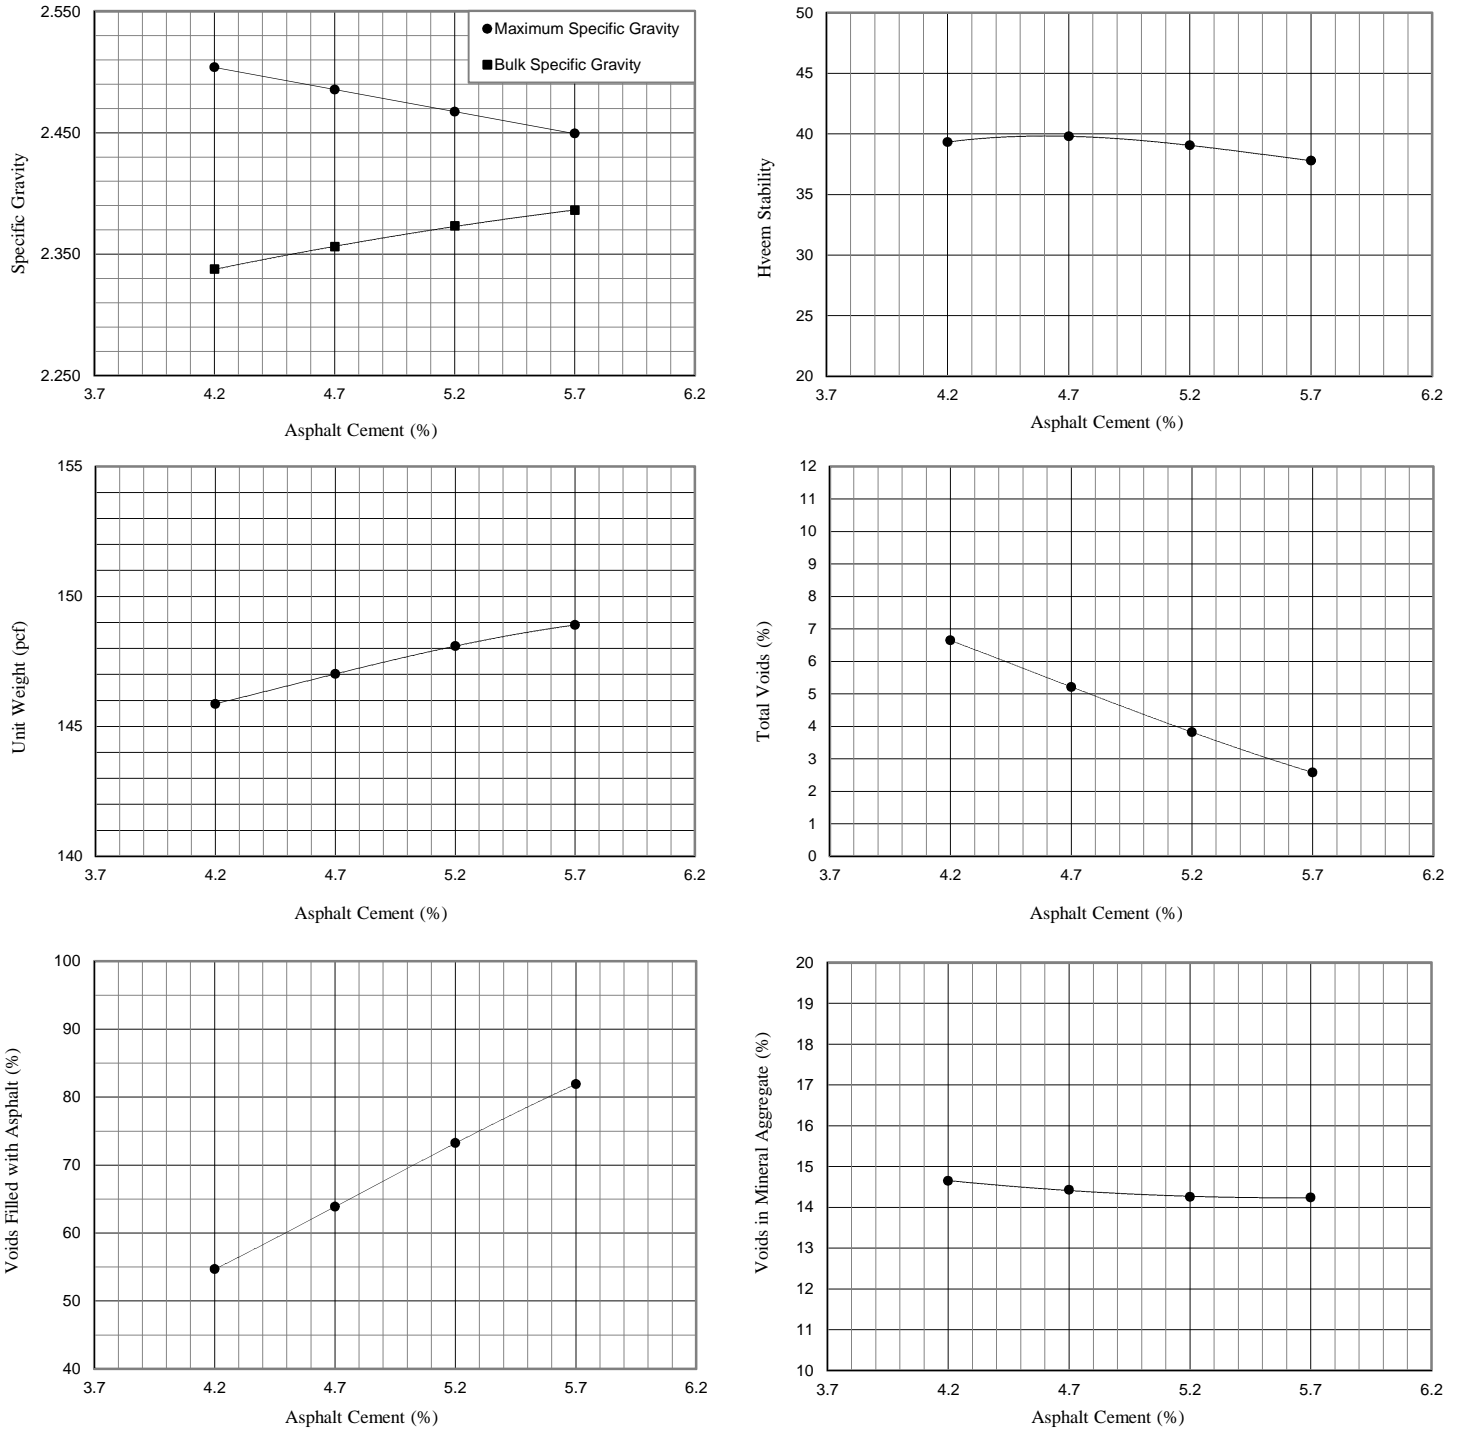 2.550
2.450
2.350
2.250
3.7 4.2 4.7 5.2 5.7 6.2
Specific Gravity
Asphalt Cement (%)
Maximum Specific Gravity
Bulk Specific Gravity
50
45
40
35
30
25
20
3.7 4.2 4.7 5.2 5.7 6.2
Hveem Stability
Asphalt Cement (%)
155
150
145
140
3.7 4.2 4.7 5.2 5.7 6.2
Unit Weight (pcf)
Asphalt Cement (%)
12
11
10
9
8
7
6
5
4
3
2
1
0
3.7 4.2 4.7 5.2 5.7 6.2
Total Voids (%)
Asphalt Cement (%)
100
90
80
70
60
50
40
3.7 4.2 4.7 5.2 5.7 6.2
Voids Filled with Asphalt (%)
Asphalt Cement (%)
20
19
18
17
16
15
14
13
12
11
10
3.7 4.2 4.7 5.2 5.7 6.2
Voids in Mineral Aggregate (%)
Asphalt Cement (%)